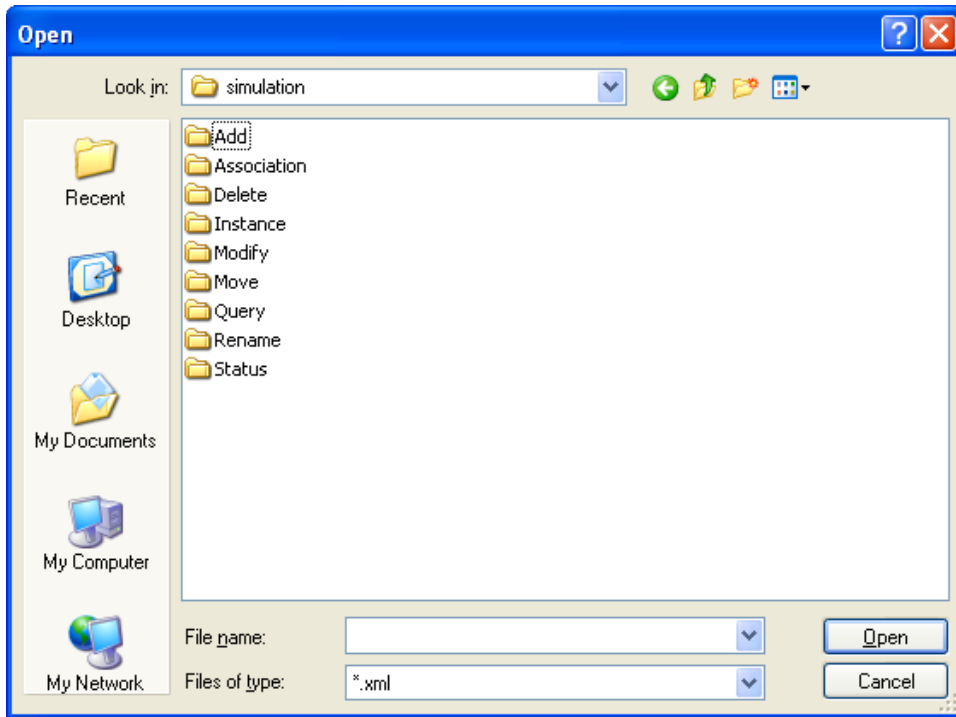 Open
Look in: simulation
Recent
Desktop
My Documents
My Computer
My Network
Add
Association
Delete
Instance
Modify
Move
Query
Rename
Status
File name:
Open
Files of type: *.xml
Cancel